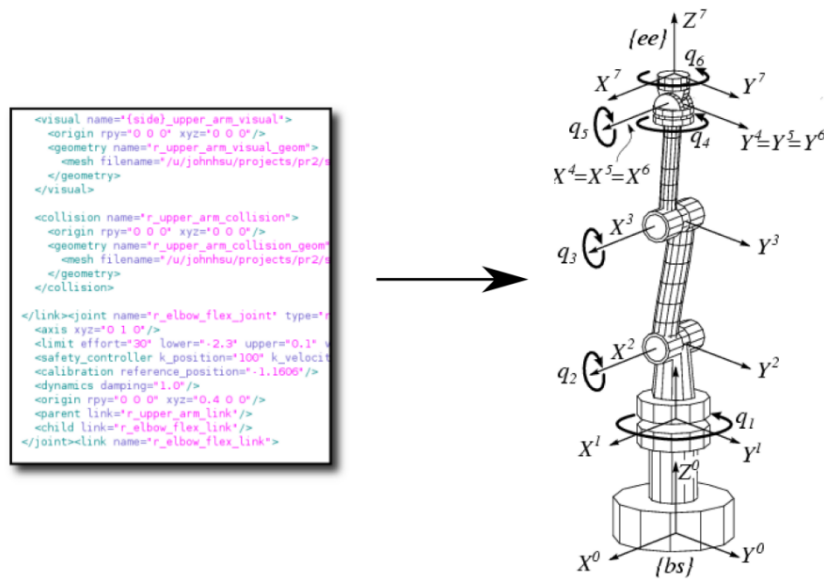 <visual name="{side}_upper_arm_visual">
<origin rpy="0 0 0" xyz="0 0 0"/>
<geometry name="r_upper_arm_visual_geom">
<mesh filename="/u/johnhsu/projects/pr2/s
</geometry>
</visual>
<collision name="r_upper_arm_collision">
<origin rpy="0 0 0" xyz="0 0 0"/>
<geometry name="r_upper_arm_collision_geom"
<mesh filename="/u/johnhsu/projects/pr2/s
</geometry>
</collision>
</link><joint name="r_elbow_flex_joint" type="r
<axis xyz="0 1 0"/>
<limit effort="30" lower="-2.3" upper="0.1" v
<safety_controller k_position="100" k_velocit
<calibration reference_position="-1.1606"/>
<dynamics damping="1.0"/>
<origin rpy="0 0 0" xyz="0.4 0 0"/>
<parent link="r_upper_arm_link"/>
<child link="r_elbow_flex_link"/>
</joint><link name="r_elbow_flex_link">
Z⁷
{ee}
q₆
X⁷
Y⁷
q₅
q₄
Y⁴=Y⁵=Y⁶
X⁴=X⁵=X⁶
X³
q₃
Y³
X²
q₂
Y²
q₁
X¹
Y¹
Z⁰
X⁰
{bs}
Y⁰